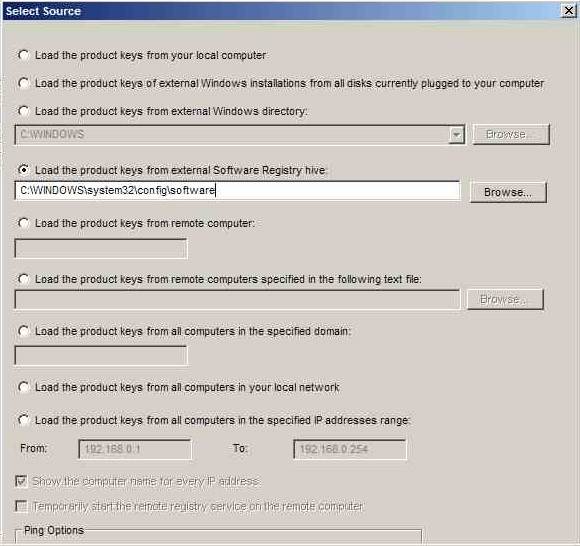 Select Source
Load the product keys from your local computer
Load the product keys of external Windows installations from all disks currently plugged to your computer
Load the product keys from external Windows directory:
C:\WINDOWS
Browse...
Load the product keys from external Software Registry hive:
C:\WINDOWS\system32\config\software
Browse...
Load the product keys from remote computer:
Load the product keys from remote computers specified in the following text file:
Browse...
Load the product keys from all computers in the specified domain:
Load the product keys from all computers in your local network
Load the product keys from all computers in the specified IP addresses range:
From: 192.168.0.1 To: 192.168.0.254
Show the computer name for every IP address
Temporarily start the remote registry service on the remote computer
Ping Options